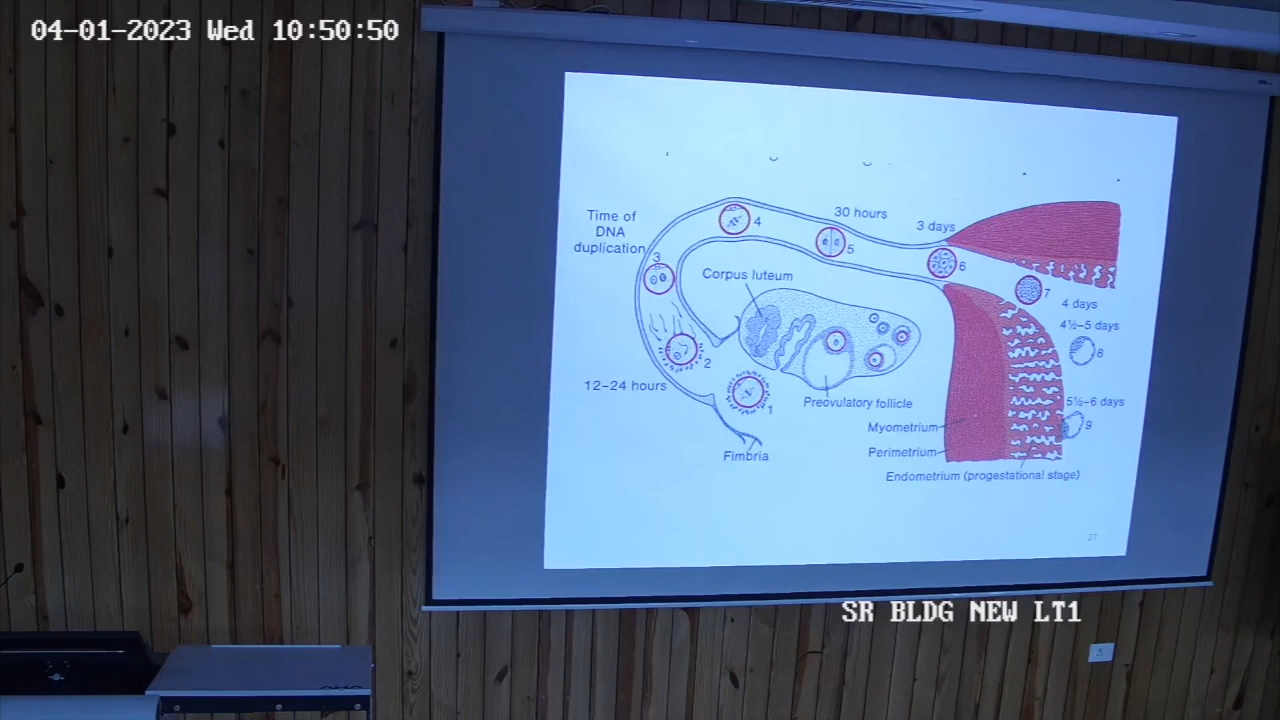 04-01-2023 Wed 10:50:50
Time of
DNA
duplication
30 hours
3 days
4
5
3
6
Corpus luteum
7
4 days
4½–5 days
8
2
12–24 hours
1
Preovulatory follicle
5½–6 days
9
Myometrium
Perimetrium
Fimbria
Endometrium (progestational stage)
27
SR BLDG NEW LT1